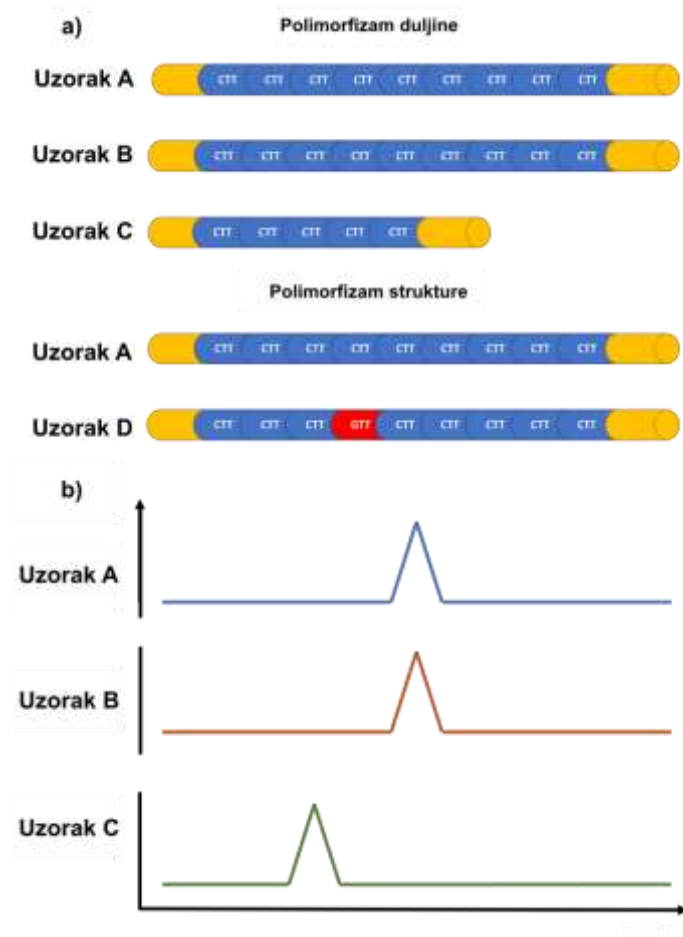 a)
Polimorfizam duljine
Uzorak A CTT CTT CTT CTT CTT CTT CTT CTT CTT
Uzorak B CTT CTT CTT CTT CTT CTT CTT CTT CTT
Uzorak C CTT CTT CTT CTT CTT
Polimorfizam strukture
Uzorak A CTT CTT CTT CTT CTT CTT CTT CTT CTT
Uzorak D CTT CTT CTT GTT CTT CTT CTT CTT CTT
b)
Uzorak A
Uzorak B
Uzorak C